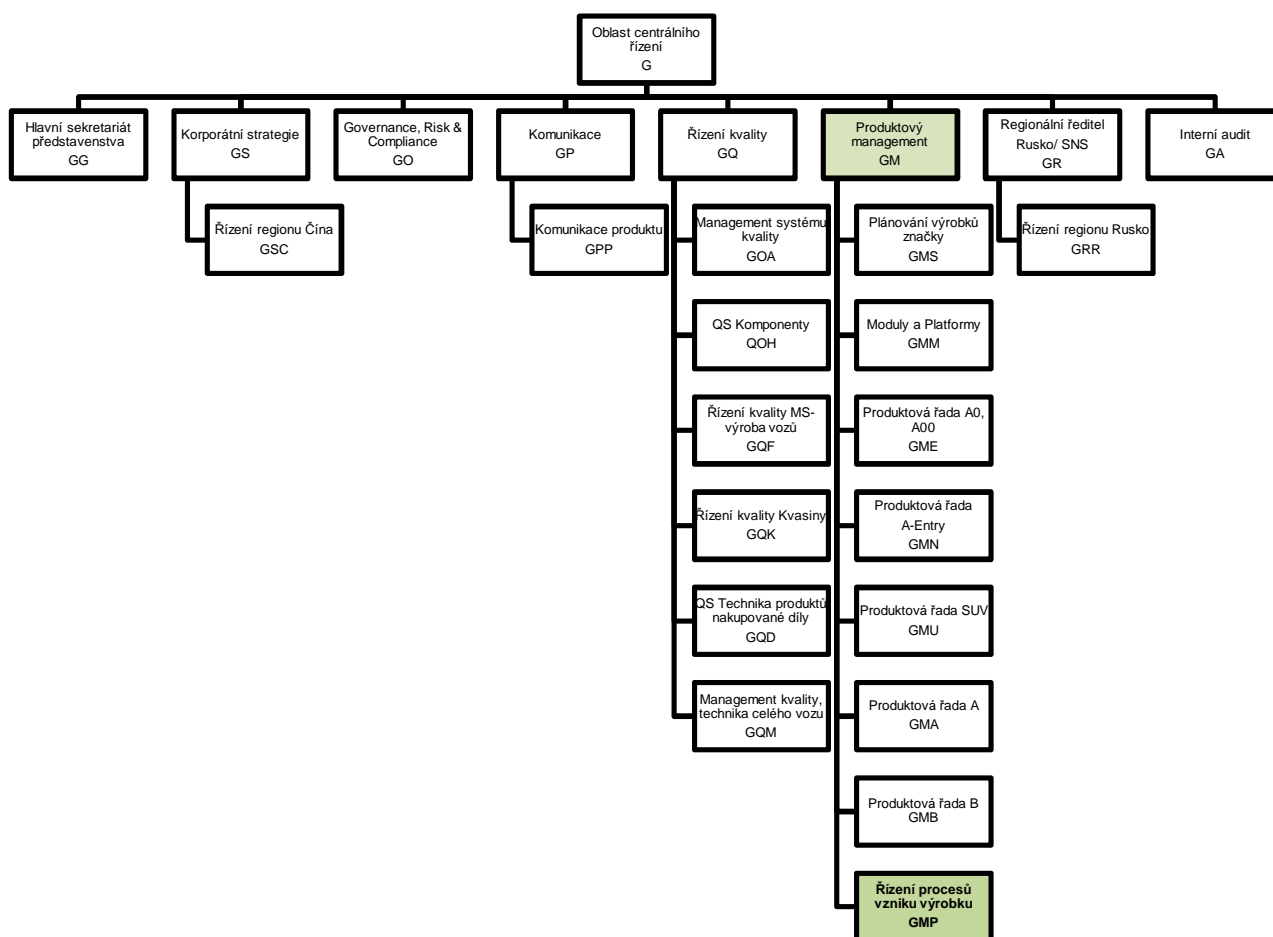 Oblast centrálního
řízení
G
Hlavní sekretariát
představenstva
GG
Korporátní strategie
GS
Governance, Risk &
Compliance
GO
Komunikace
GP
Řízení kvality
GQ
Produktový
management
GM
Regionální ředitel
Rusko/ SNS
GR
Interní audit
GA
Řízení regionu Čína
GSC
Komunikace produktu
GPP
Management systému
kvality
GOA
Plánování výrobků
značky
GMS
Řízení regionu Rusko
GRR
QS Komponenty
QOH
Moduly a Platformy
GMM
Řízení kvality MS-
výroba vozů
GQF
Produktová řada A0,
A00
GME
Řízení kvality Kvasiny
GQK
Produktová řada
A-Entry
GMN
QS Technika produktů
nakupované díly
GQD
Produktová řada SUV
GMU
Management kvality,
technika celého vozu
GQM
Produktová řada A
GMA
Produktová řada B
GMB
Řízení procesů
vzniku výrobku
GMP